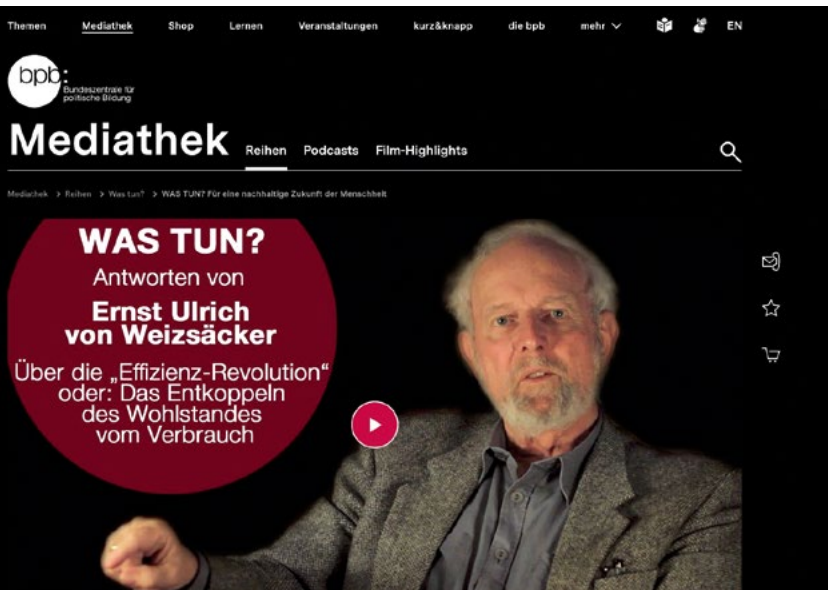 Themen Mediathek Shop Lernen Veranstaltungen kurz&knapp die bpb mehr EN
bpb:
Bundeszentrale für
politische Bildung
Mediathek Reihen Podcasts Film-Highlights
Mediathek > Reihen > Was tun? > WAS TUN? Für eine nachhaltige Zukunft der Menschheit
WAS TUN?
Antworten von
Ernst Ulrich
von Weizsäcker
Über die „Effizienz-Revolution“
oder: Das Entkoppeln
des Wohlstandes
vom Verbrauch